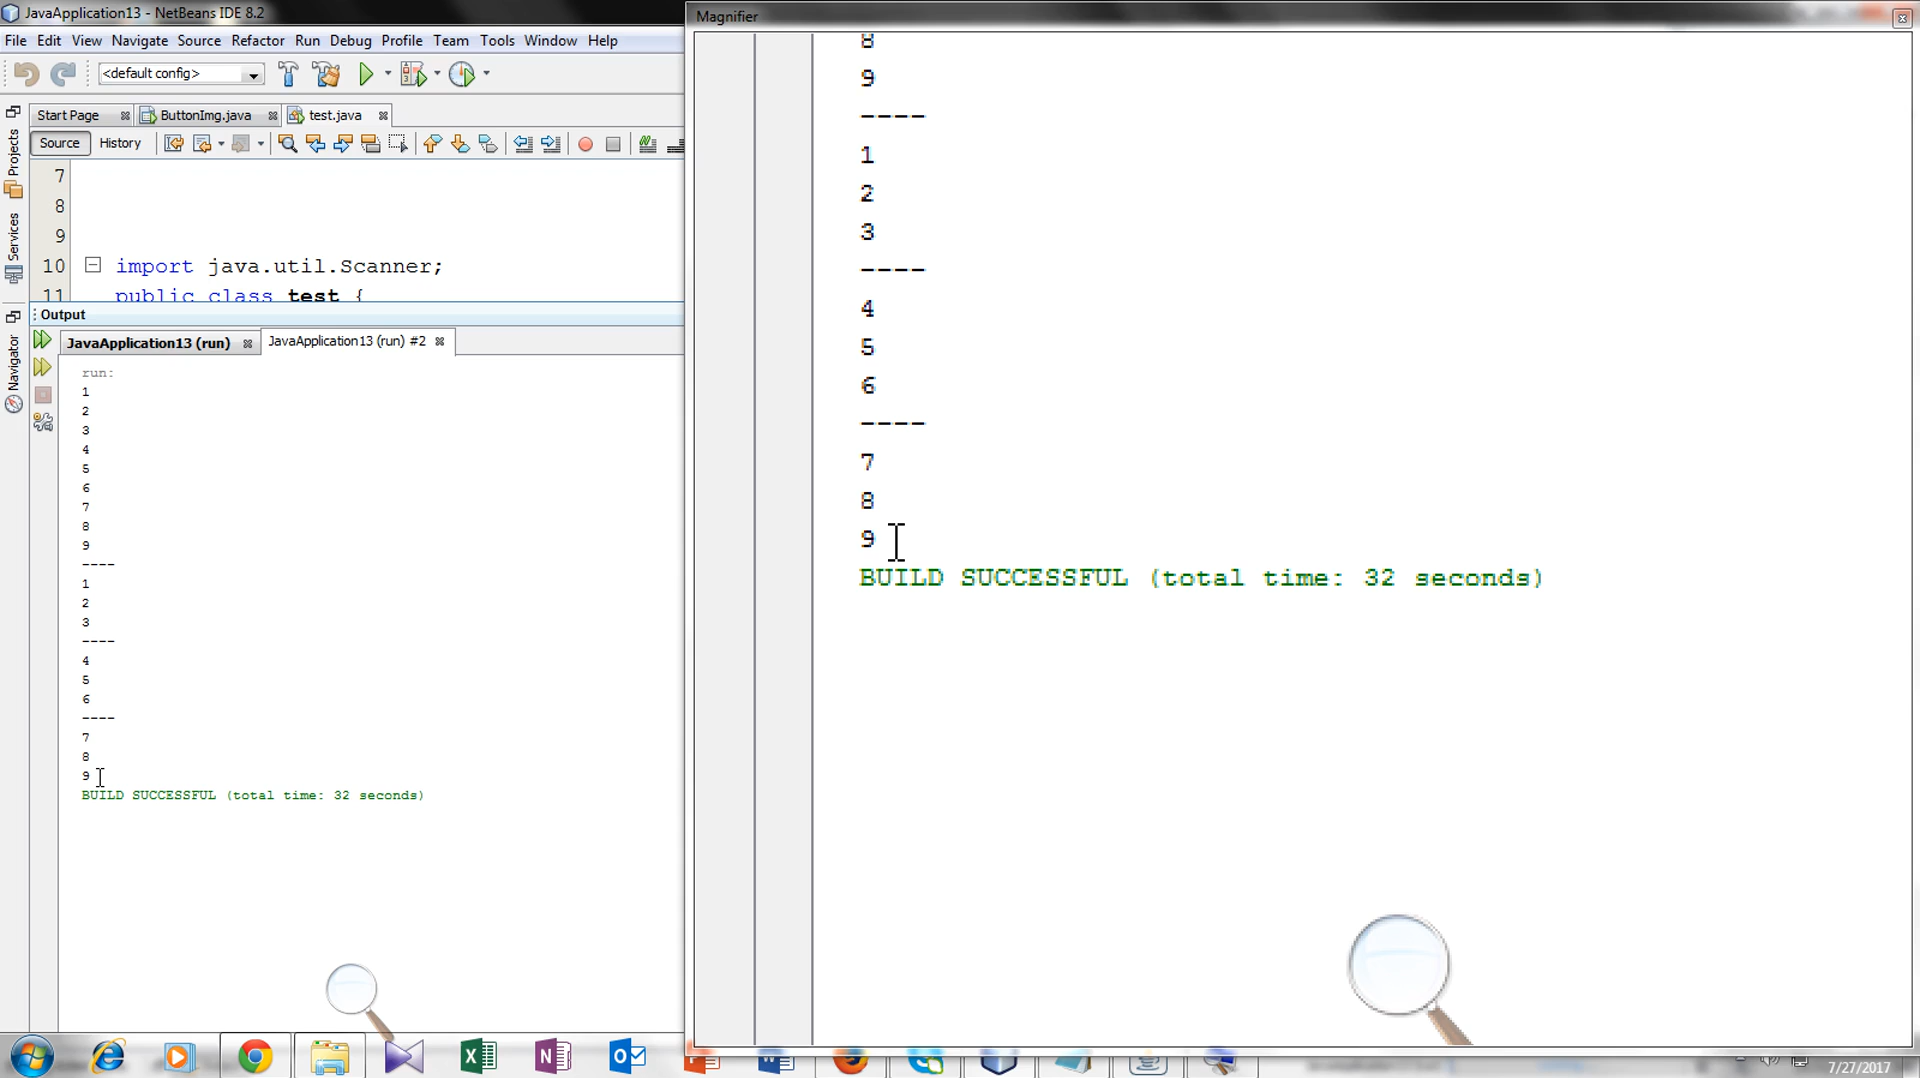 JavaApplication13 - NetBeans IDE 8.2
File Edit View Navigate Source Refactor Run Debug Profile Team Tools Window Help
<default config>
Start Page
ButtonImg.java
test.java
Source History
Projects
Services
Navigator
7
8
9
10 import java.util.Scanner;
11 public class test {
Output
JavaApplication13 (run)
JavaApplication13 (run) #2
run:
1
2
3
4
5
6
7
8
9
----
1
2
3
----
4
5
6
----
7
8
9
BUILD SUCCESSFUL (total time: 32 seconds)
Magnifier
8
9
----
1
2
3
----
4
5
6
----
7
8
9
BUILD SUCCESSFUL (total time: 32 seconds)
7/27/2017